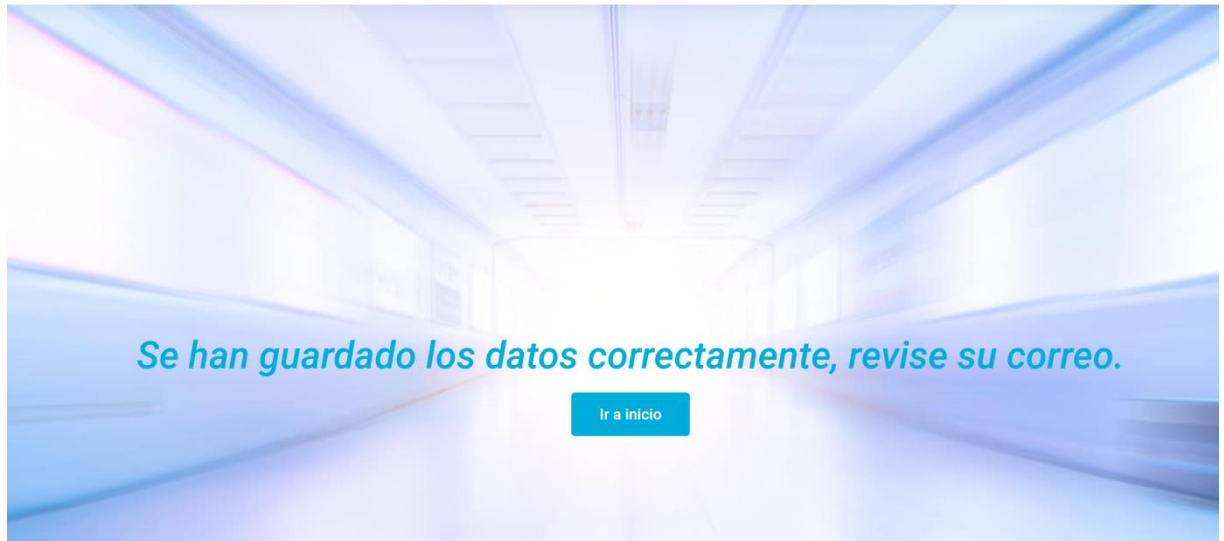 Se han guardado los datos correctamente, revise su correo.
Ir a inicio